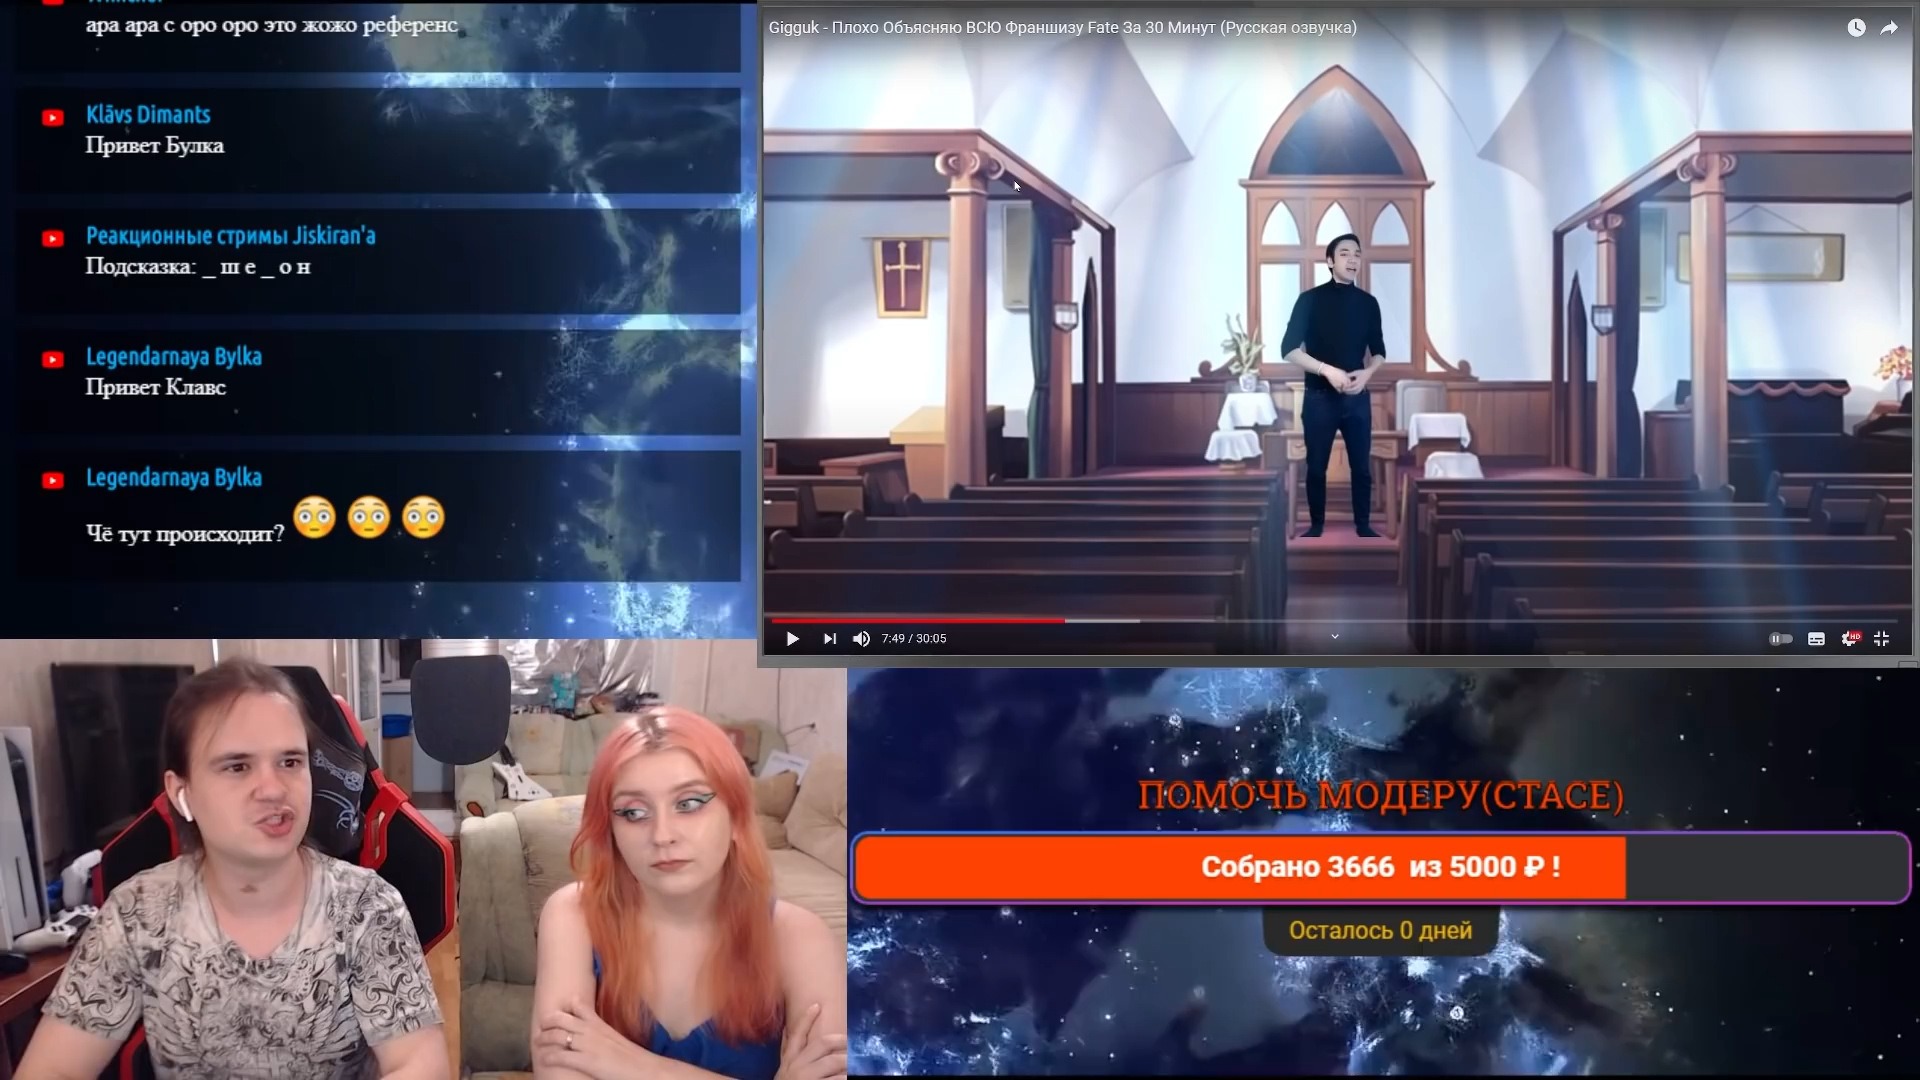 ара ара с оро оро это жожо референс
Klāvs Dimants
Привет Булка
Реакционные стримы Jiskiran'a
Подсказка: _ ш е _ о н
Legendarnaya Bylka
Привет Клавс
Legendarnaya Bylka
Чё тут происходит? 😳 😳 😳
Gigguk - Плохо Объясняю ВСЮ Франшизу Fate За 30 Минут (Русская озвучка)
7:49 / 30:05
HD
ПОМОЧЬ МОДЕРУ(СТАСЕ)
Собрано 3666 из 5000 ₽ !
Осталось 0 дней